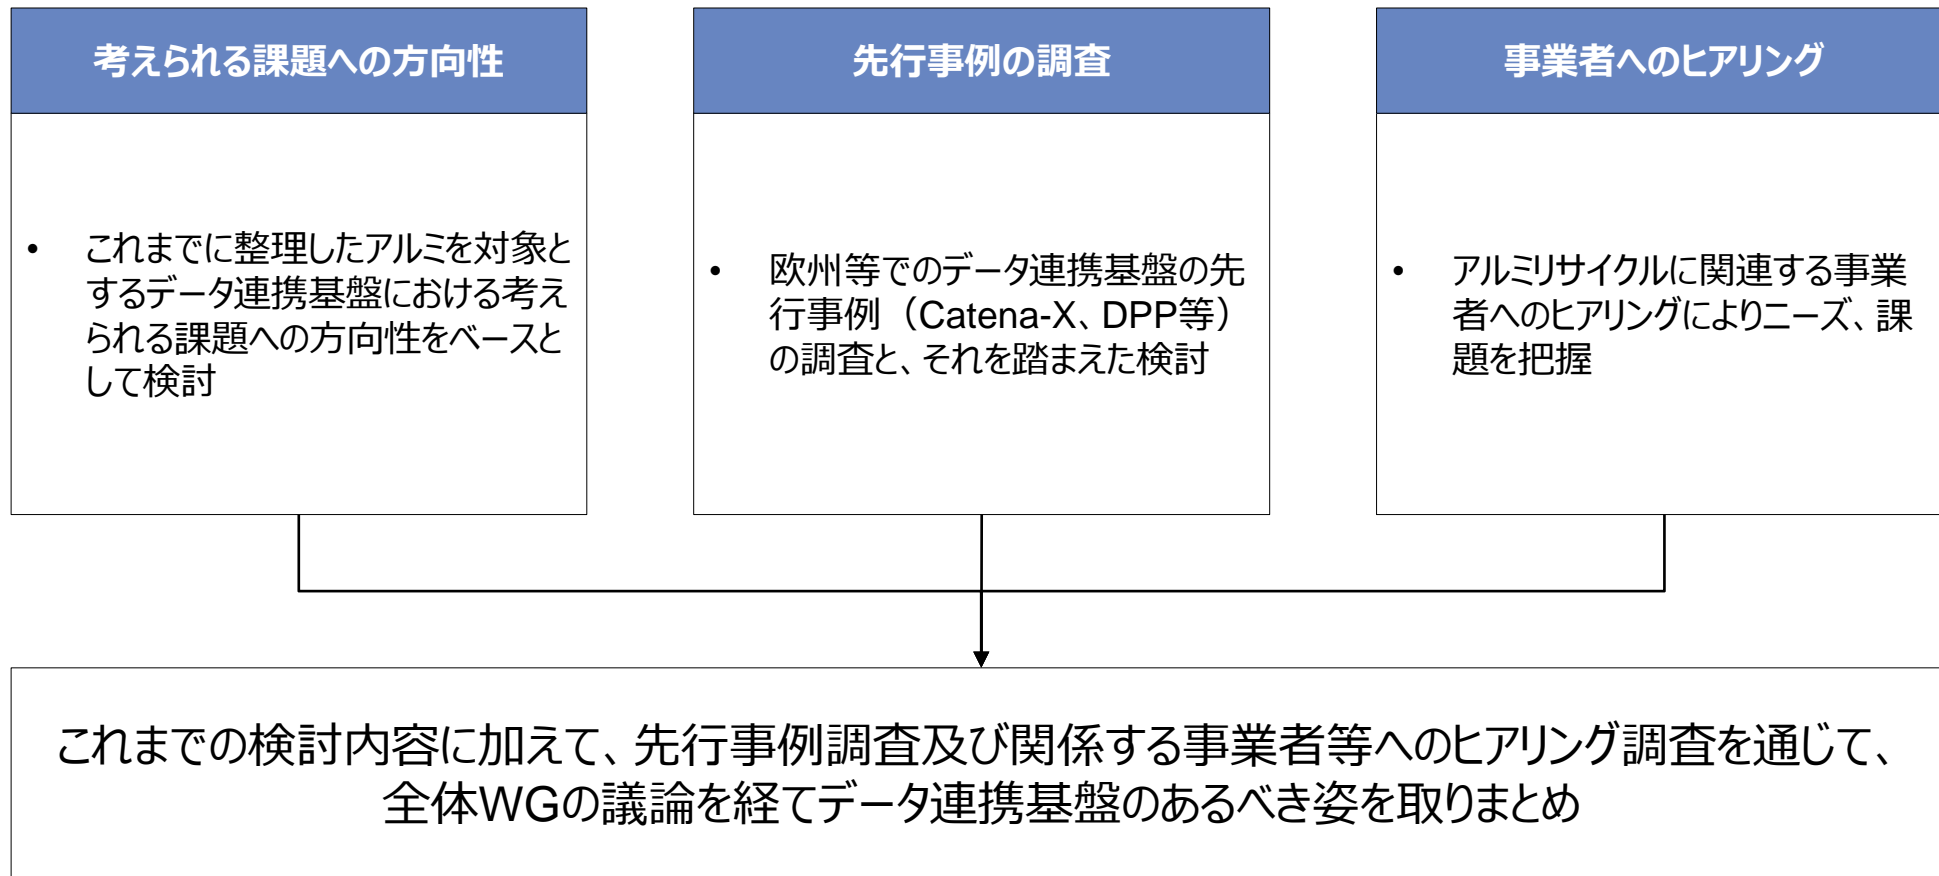 考えられる課題への方向性
• これまでに整理したアルミを対象と
するデータ連携基盤における考え
られる課題への方向性をベースと
して検討
先行事例の調査
• 欧州等でのデータ連携基盤の先
行事例（Catena-X、DPP等）
の調査と、それを踏まえた検討
事業者へのヒアリング
• アルミリサイクルに関連する事業
者へのヒアリングによりニーズ、課
題を把握
これまでの検討内容に加えて、先行事例調査及び関係する事業者等へのヒアリング調査を通じて、
全体WGの議論を経てデータ連携基盤のあるべき姿を取りまとめ